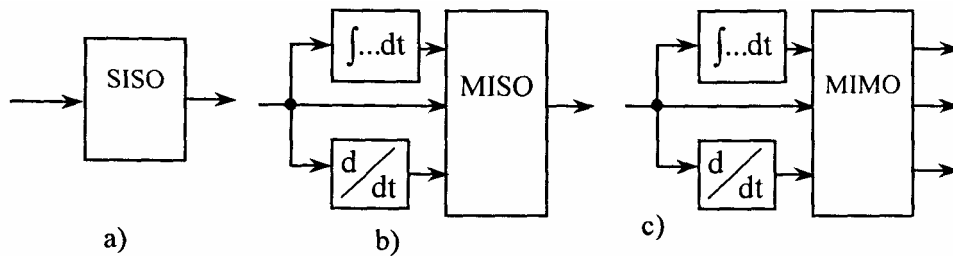 SISO
a)
∫...dt
MISO
d/dt
b)
∫...dt
MIMO
d/dt
c)